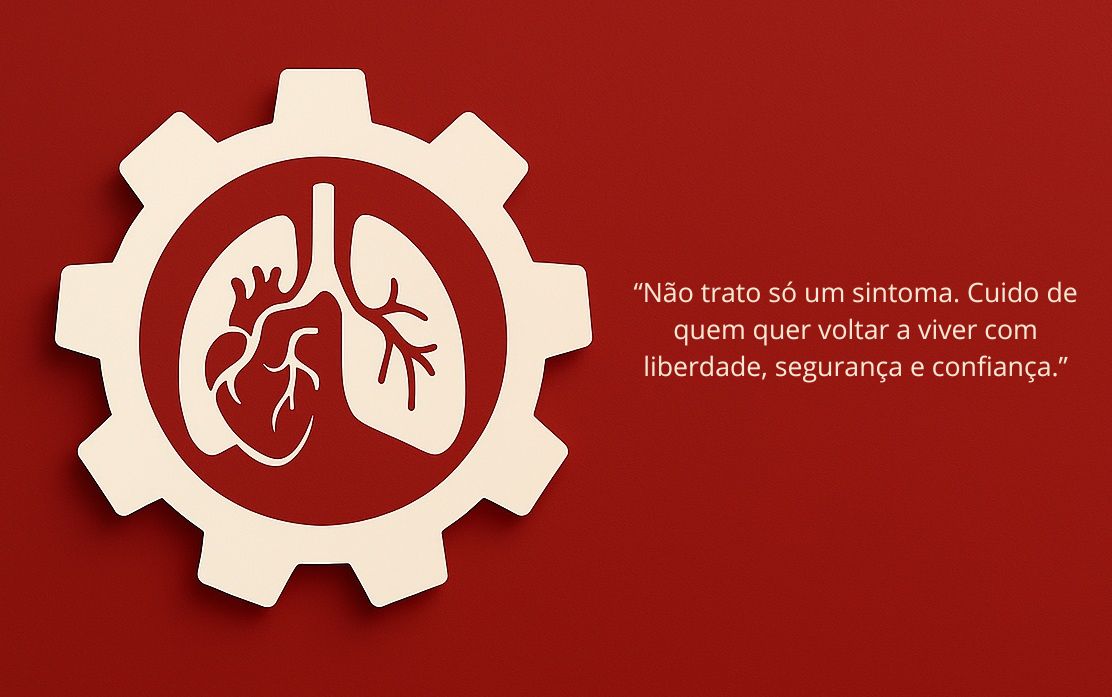 “Não trato só um sintoma. Cuido de
quem quer voltar a viver com
liberdade, segurança e confiança.”